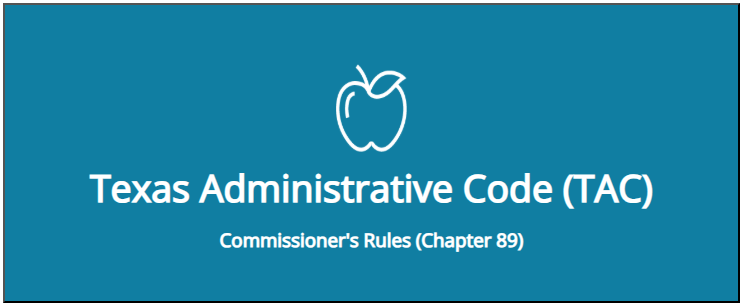 Texas Administrative Code (TAC)
Commissioner's Rules (Chapter 89)